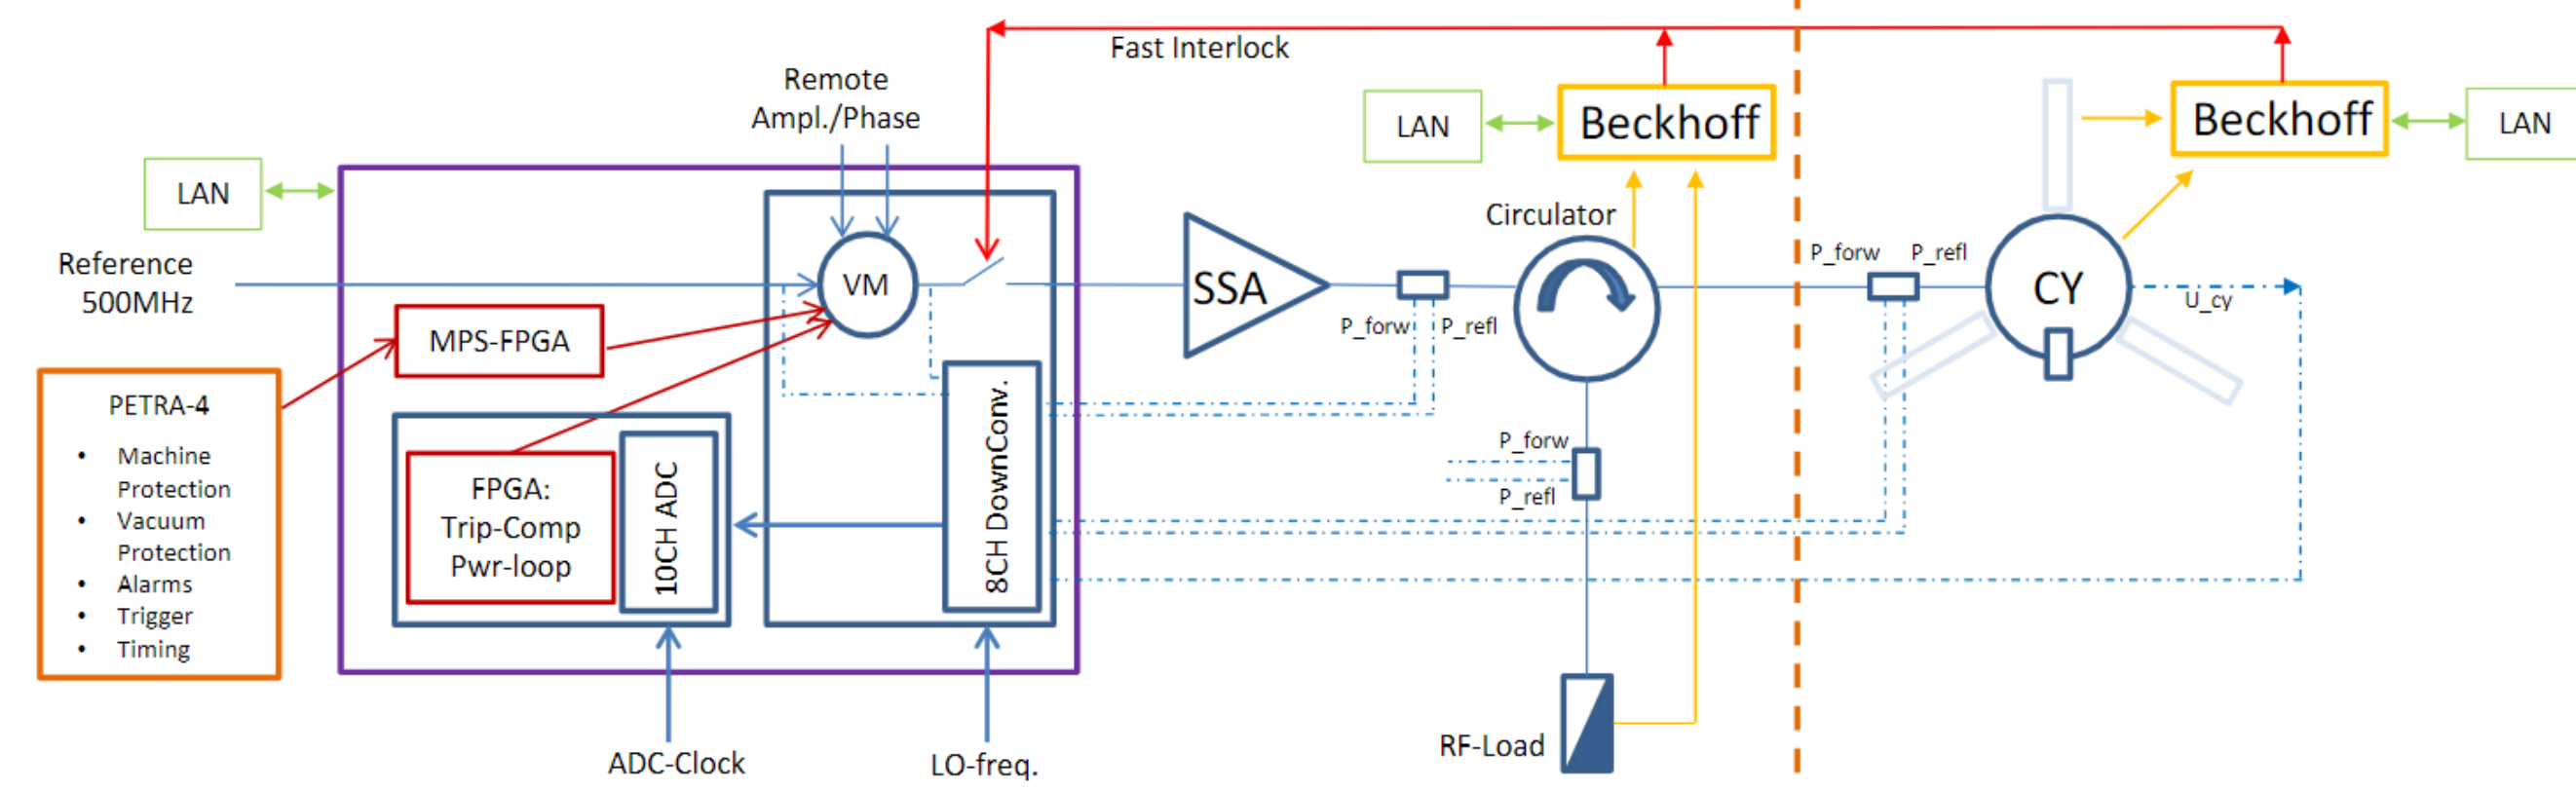 Fast Interlock
Remote
Ampl./Phase
LAN
Beckhoff
Beckhoff
LAN
LAN
Reference
500MHz
VM
SSA
Circulator
P_forw
P_refl
P_forw
P_refl
CY
U_cy
MPS-FPGA
PETRA-4
• Machine
Protection
• Vacuum
Protection
• Alarms
• Trigger
• Timing
FPGA:
Trip-Comp
Pwr-loop
10CH ADC
8CH DownConv.
P_forw
P_refl
RF-Load
ADC-Clock
LO-freq.